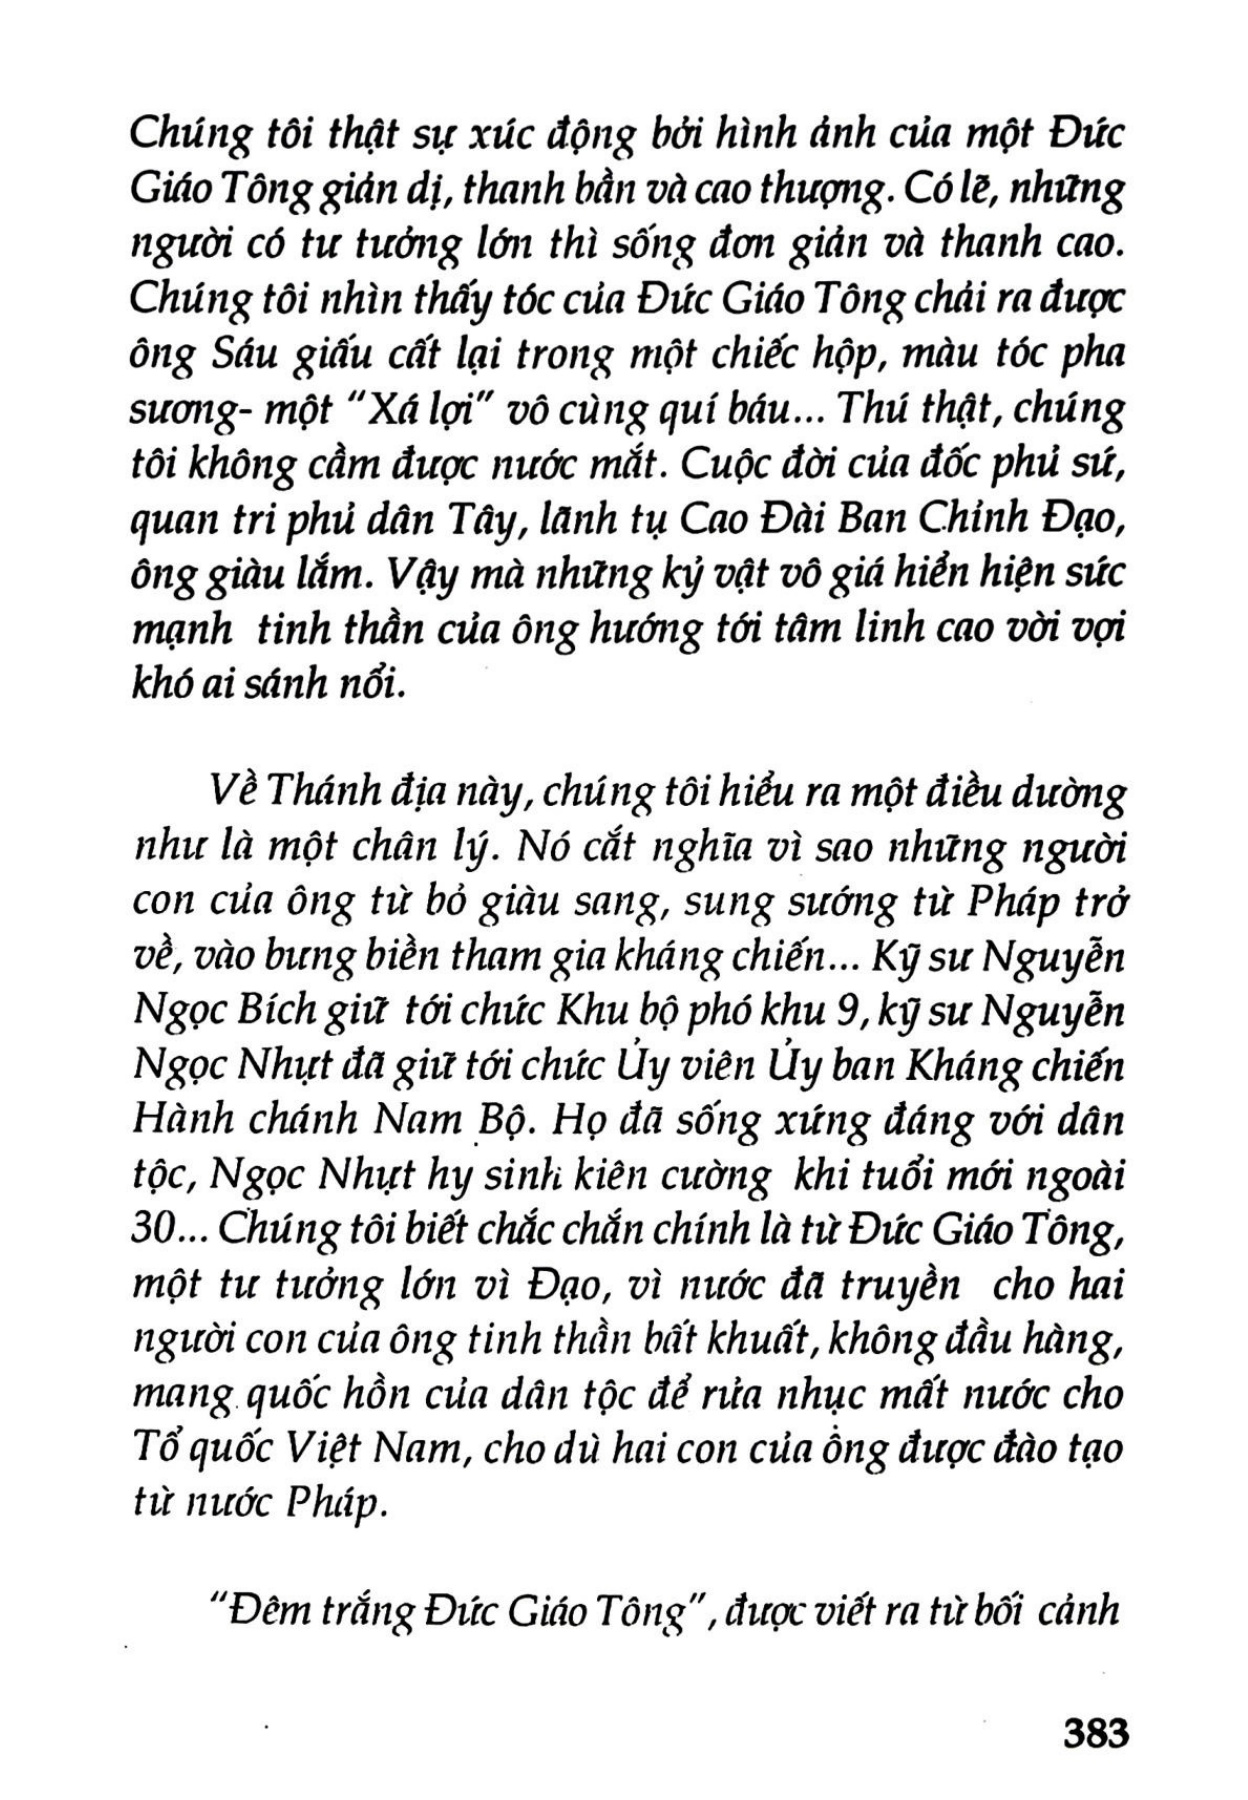 Chúng tôi thật sự xúc động bởi hình ảnh của một Đức
Giáo Tông giản dị, thanh bần và cao thượng. Có lẽ, những
người có tư tưởng lớn thì sống đơn giản và thanh cao.
Chúng tôi nhìn thấy tóc của Đức Giáo Tông chải ra được
ông Sáu giấu cất lại trong một chiếc hộp, màu tóc pha
sương- một "Xá lợi" vô cùng quí báu... Thú thật, chúng
tôi không cầm được nước mắt. Cuộc đời của đốc phủ sứ,
quan tri phủ dân Tây, lãnh tụ Cao Đài Ban Chỉnh Đạo,
ông giàu lắm. Vậy mà những kỷ vật vô giá hiển hiện sức
mạnh tinh thần của ông hướng tới tâm linh cao vời vợi
khó ai sánh nổi.
Về Thánh địa này, chúng tôi hiểu ra một điều dường
như là một chân lý. Nó cắt nghĩa vì sao những người
con của ông từ bỏ giàu sang, sung sướng từ Pháp trở
về, vào bưng biền tham gia kháng chiến... Kỹ sư Nguyễn
Ngọc Bích giữ tới chức Khu bộ phó khu 9, kỹ sư Nguyễn
Ngọc Nhựt đã giữ tới chức Ủy viên Ủy ban Kháng chiến
Hành chánh Nam Bộ. Họ đã sống xứng đáng với dân
tộc, Ngọc Nhựt hy sinh kiên cường khi tuổi mới ngoài
30... Chúng tôi biết chắc chắn chính là từ Đức Giáo Tông,
một tư tưởng lớn vì Đạo, vì nước đã truyền cho hai
người con của ông tinh thần bất khuất, không đầu hàng,
mang quốc hồn của dân tộc để rửa nhục mất nước cho
Tổ quốc Việt Nam, cho dù hai con của ông được đào tạo
từ nước Pháp.
"Đêm trắng Đức Giáo Tông", được viết ra từ bối cảnh
383